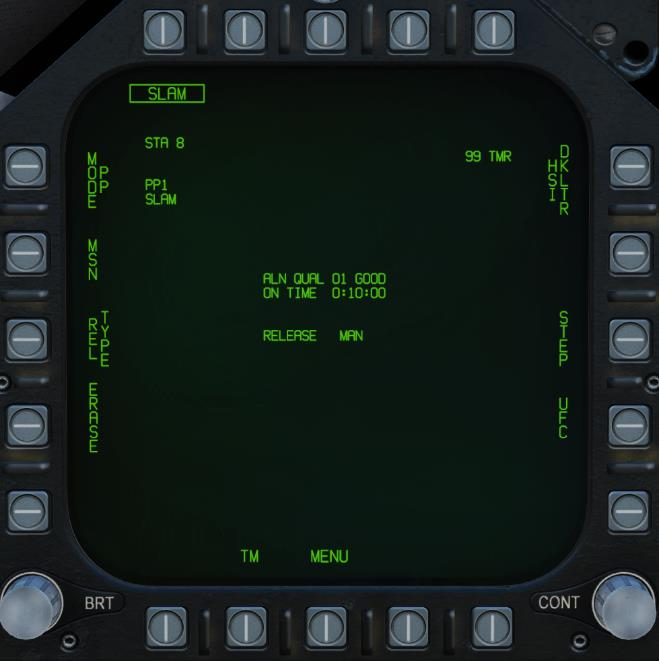 SLAM
STA 8
99 TMR
MODE
PP
HSI
DKLTR
PP1
SLAM
MSN
ALN QUAL 01 GOOD
ON TIME 0:10:00
REL
TYPE
STEP
RELEASE MAN
ERASE
UFC
TM MENU
BRT
CONT